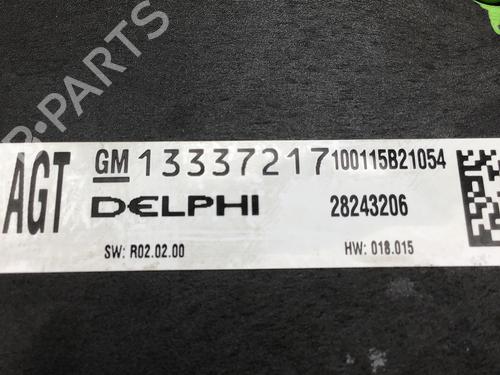 AGT GM 13337217 100115B21054
DELPHI 28243206
SW: R02.02.00 HW: 018.015
B-PARTS